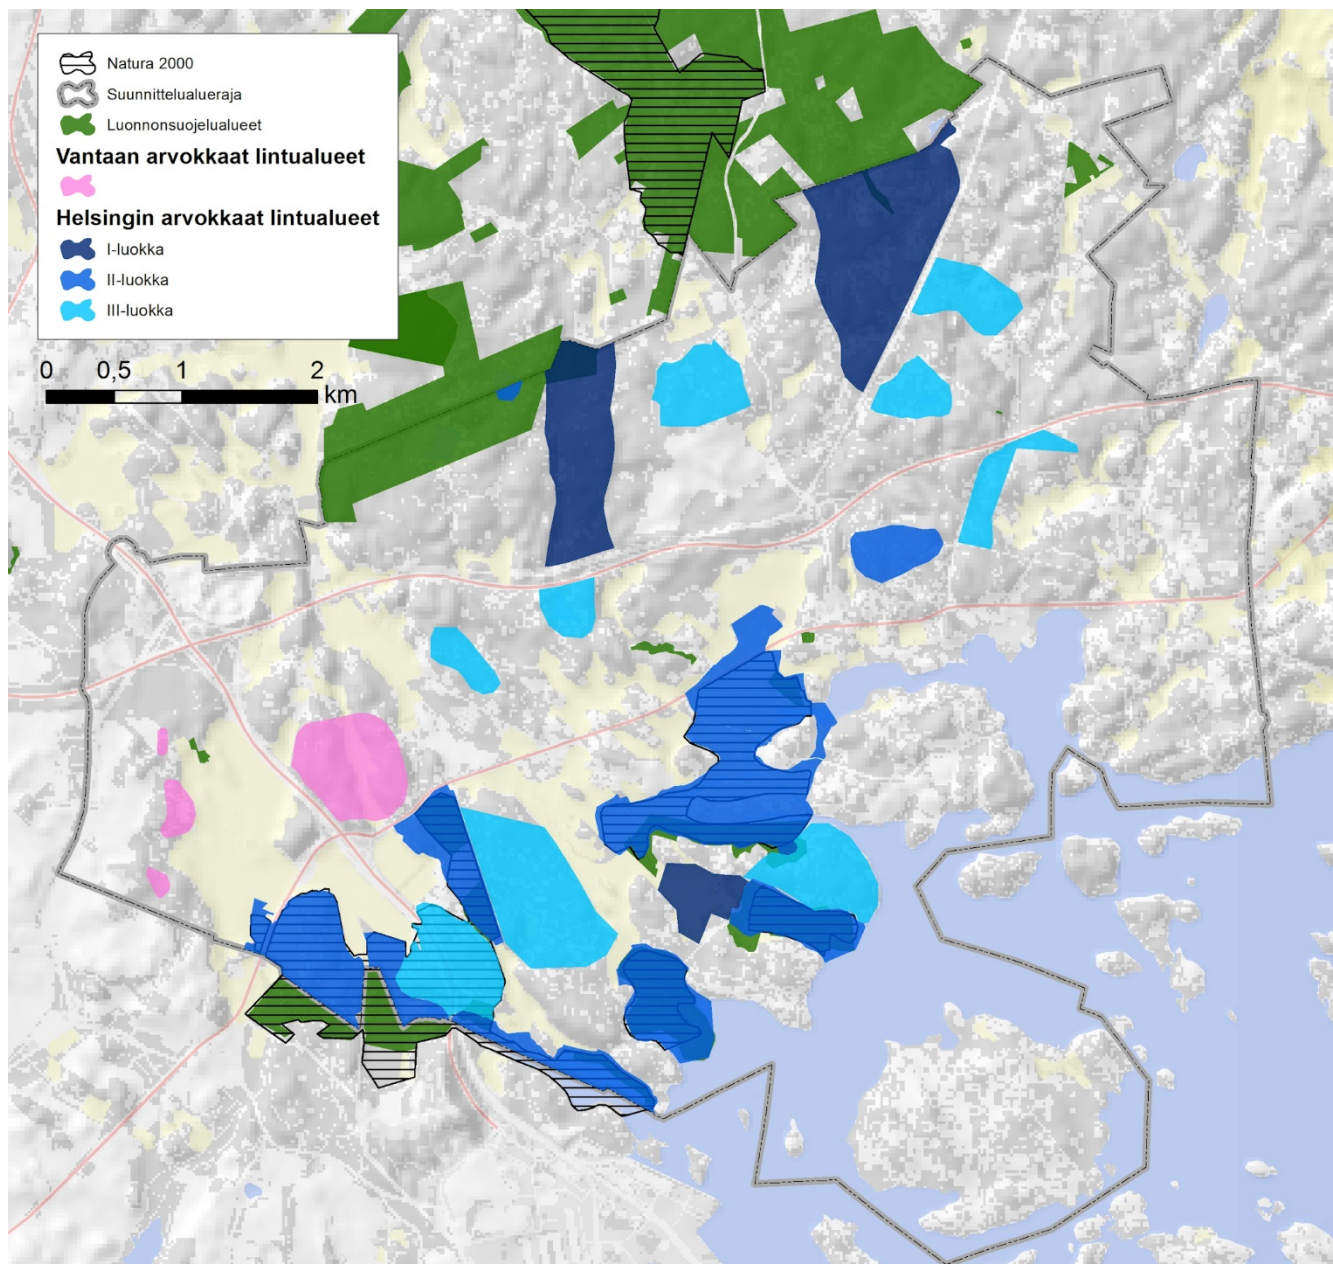 Natura 2000
Suunnittelualueraja
Luonnonsuojelualueet
Vantaan arvokkaat lintualueet
Helsingin arvokkaat lintualueet
I-luokka
II-luokka
III-luokka
0 0,5 1 2
km